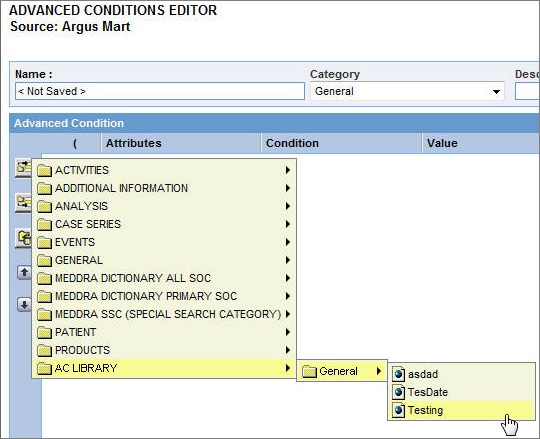 ADVANCED CONDITIONS EDITOR
Source: Argus Mart
Name : Category Desc
< Not Saved > General
Advanced Condition
( Attributes Condition Value
ACTIVITIES
ADDITIONAL INFORMATION
ANALYSIS
CASE SERIES
EVENTS
GENERAL
MEDDRA DICTIONARY ALL SOC
MEDDRA DICTIONARY PRIMARY SOC
MEDDRA SSC (SPECIAL SEARCH CATEGORY)
PATIENT
PRODUCTS
AC LIBRARY General asdad
TesDate
Testing